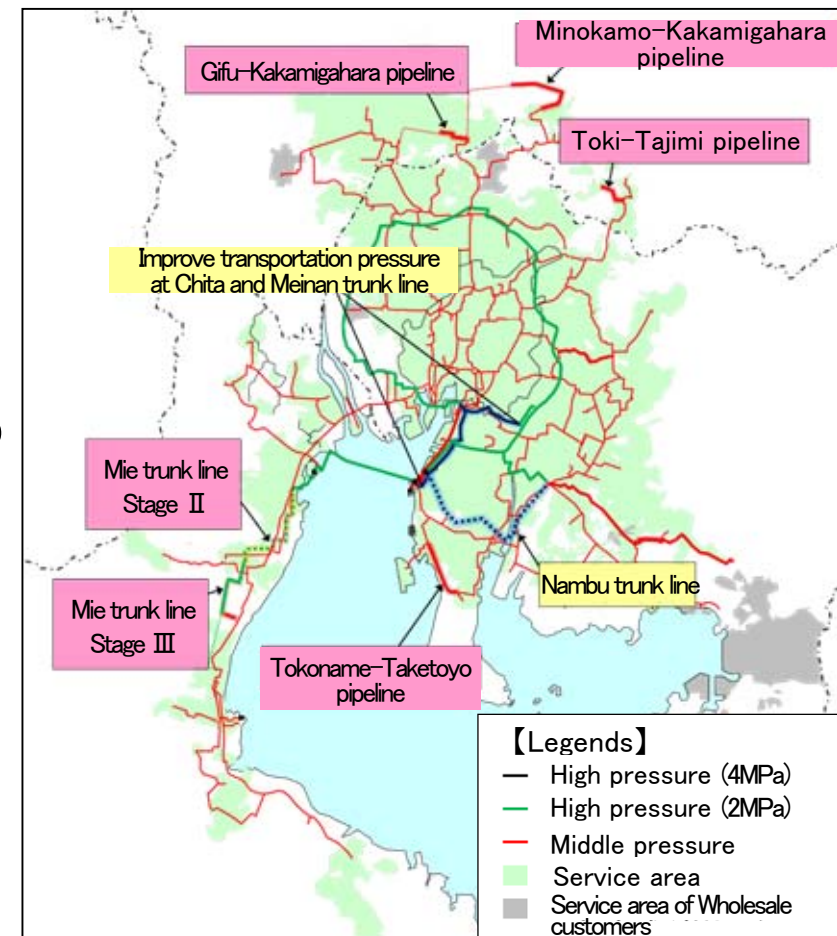 Minokamo-Kakamigahara
pipeline
Gifu-Kakamigahara pipeline
Toki-Tajimi pipeline
Improve transportation pressure
at Chita and Meinan trunk line
Mie trunk line
Stage Ⅱ
Mie trunk line
Stage Ⅲ
Nambu trunk line
Tokoname-Taketoyo
pipeline
【Legends】
High pressure (4MPa)
High pressure (2MPa)
Middle pressure
Service area
Service area of Wholesale
customers